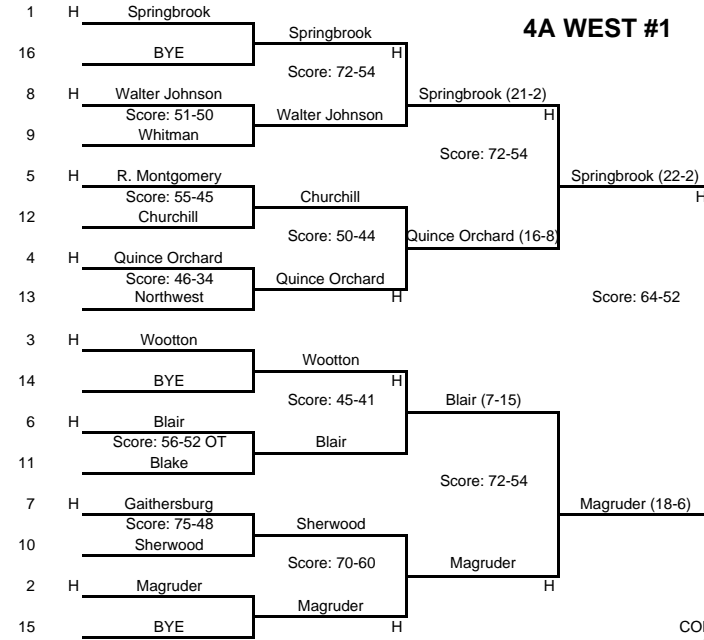 4A WEST #1
1 H Springbrook
16 BYE
Springbrook
H
Score: 72-54
8 H Walter Johnson
Score: 51-50
9 Whitman
Walter Johnson
Springbrook (21-2)
H
Score: 72-54
5 H R. Montgomery
Score: 55-45
12 Churchill
Churchill
Score: 50-44
4 H Quince Orchard
Score: 46-34
13 Northwest
Quince Orchard
H
Quince Orchard (16-8)
Springbrook (22-2)
H
Score: 64-52
3 H Wootton
14 BYE
Wootton
H
Score: 45-41
6 H Blair
Score: 56-52 OT
11 Blake
Blair
Blair (7-15)
Score: 72-54
7 H Gaithersburg
Score: 75-48
10 Sherwood
Sherwood
Score: 70-60
2 H Magruder
15 BYE
Magruder
H
Magruder
H
Magruder (18-6)